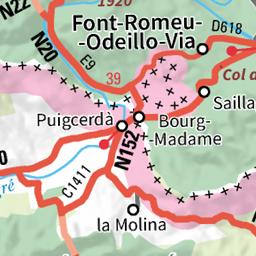 N22
1920
Font-Romeu-
-Odeillo-Via
D618
N20
E9
39
Col d
Sailla
Puigcerdà
Bourg-
-Madame
N152
0
C1411
gré
la Molina